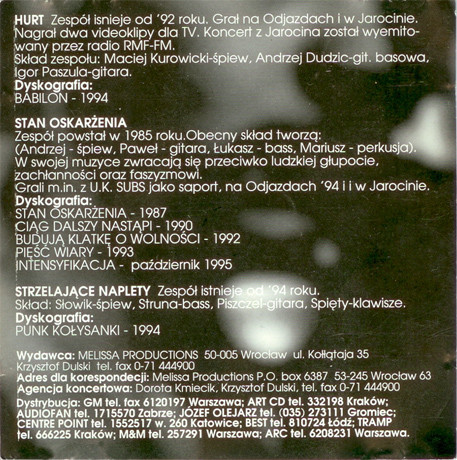 HURT Zespół isnieje od '92 roku. Grał na Odjazdach i w Jarocinie.
Nagrał dwa videoklipy dla TV. Koncert z Jarocina został wyemito-
wany przez radio RMF-FM.
Skład zespołu: Maciej Kurowicki-śpiew, Andrzej Dudzic-git. basowa,
Igor Paszula-gitara.
Dyskografia:
BABILON - 1994
STAN OSKARŻENIA
Zespół powstał w 1985 roku.Obecny skład tworzą:
(Andrzej - śpiew, Paweł - gitara, Łukasz - bass, Mariusz - perkusja).
W swojej muzyce zwracają się przeciwko ludzkiej głupocie,
zachłanności oraz faszyzmowi.
Grali m.in. z U.K. SUBS jako saport, na Odjazdach '94 i i w Jarocinie.
Dyskografia:
STAN OSKARŻENIA - 1987
CIĄG DALSZY NASTĄPI - 1990
BUDUJĄ KLATKĘ O WOLNOŚCI - 1992
PIĘŚĆ WIARY - 1993
INTENSYFIKACJA - październik 1995
STRZELAJĄCE NAPLETY Zespół istnieje od '94 roku.
Skład: Słowik-śpiew, Struna-bass, Piszczel-gitara, Spięty-klawisze.
Dyskografia:
PUNK KOŁYSANKI - 1994
Wydawca: MELISSA PRODUCTIONS 50-005 Wrocław ul. Kołłątaja 35
Krzysztof Dulski tel. fax 0-71 444900
Adres dla korespondecji: Melissa Productions P.O. box 6387 53-245 Wrocław 63
Agencja koncertowa: Dorota Kmiecik, Krzysztof Dulski, tel. fax 0-71 444900
Dystrybucja: GM tel. fax 6120197 Warszawa; ART CD tel. 332198 Kraków;
AUDIOFAN tel. 1715570 Zabrze; JÓZEF OLEJARZ tel. (035) 273111 Gromiec;
CENTRE POINT tel. 1552517 w. 260 Katowice; BEST tel. 810724 Łódź; TRAMP
tel. 666225 Kraków; M&M tel. 257291 Warszawa; ARC tel. 6208231 Warszawa.